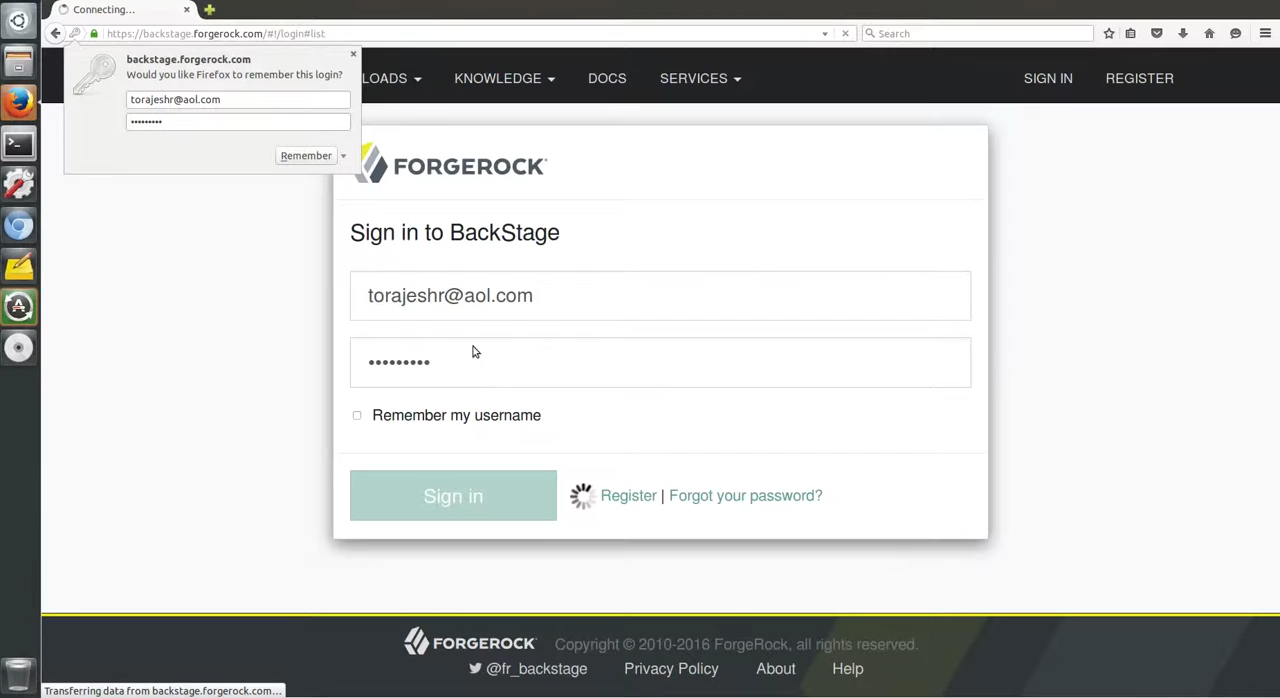 Connecting...
https://backstage.forgerock.com/#!/login#list
Search
backstage.forgerock.com
Would you like Firefox to remember this login?
torajeshr@aol.com
•••••••••
Remember
LOADS
KNOWLEDGE
DOCS
SERVICES
SIGN IN
REGISTER
FORGEROCK
Sign in to BackStage
torajeshr@aol.com
•••••••••
Remember my username
Sign in
Register | Forgot your password?
FORGEROCK Copyright © 2010-2016 ForgeRock, all rights reserved.
@fr_backstage Privacy Policy About Help
Transferring data from backstage.forgerock.com...